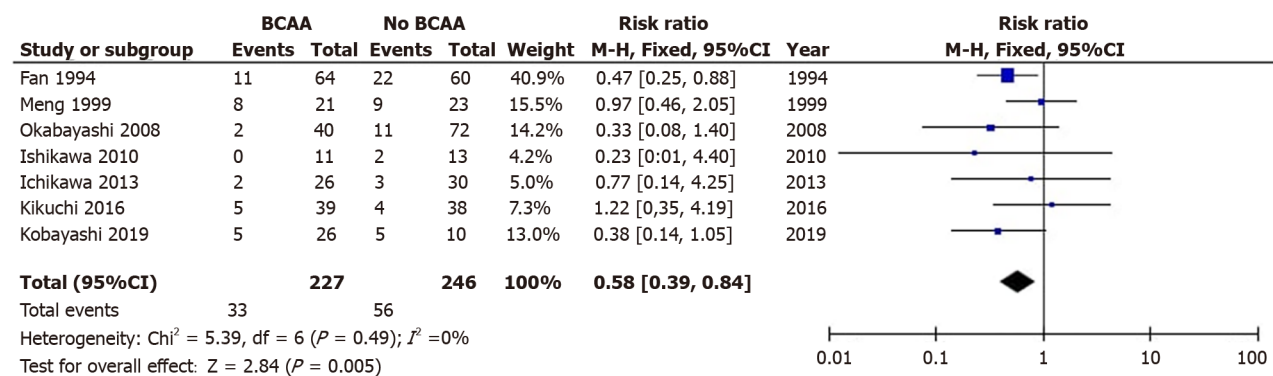 BCAA No BCAA Risk ratio Risk ratio
Study or subgroup Events Total Events Total Weight M-H, Fixed, 95%CI Year M-H, Fixed, 95%CI
Fan 1994 11 64 22 60 40.9% 0.47 [0.25, 0.88] 1994
Meng 1999 8 21 9 23 15.5% 0.97 [0.46, 2.05] 1999
Okabayashi 2008 2 40 11 72 14.2% 0.33 [0.08, 1.40] 2008
Ishikawa 2010 0 11 2 13 4.2% 0.23 [0:01, 4.40] 2010
Ichikawa 2013 2 26 3 30 5.0% 0.77 [0.14, 4.25] 2013
Kikuchi 2016 5 39 4 38 7.3% 1.22 [0,35, 4.19] 2016
Kobayashi 2019 5 26 5 10 13.0% 0.38 [0.14, 1.05] 2019
Total (95%CI) 227 246 100% 0.58 [0.39, 0.84]
Total events 33 56
Heterogeneity: Chi² = 5.39, df = 6 (P = 0.49); I² =0%
Test for overall effect: Z = 2.84 (P = 0.005)
0.01 0.1 1 10 100